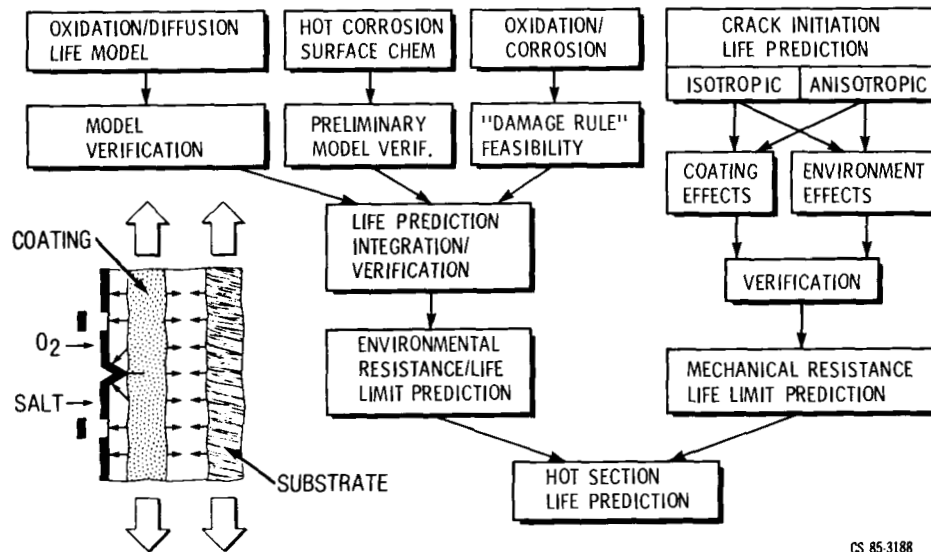 OXIDATION/DIFFUSION
LIFE MODEL
HOT CORROSION
SURFACE CHEM
OXIDATION/
CORROSION
CRACK INITIATION
LIFE PREDICTION
ISOTROPIC
ANISOTROPIC
MODEL
VERIFICATION
PRELIMINARY
MODEL VERIF.
"DAMAGE RULE"
FEASIBILITY
COATING
EFFECTS
ENVIRONMENT
EFFECTS
LIFE PREDICTION
INTEGRATION/
VERIFICATION
VERIFICATION
COATING
O2
SALT
SUBSTRATE
ENVIRONMENTAL
RESISTANCE/LIFE
LIMIT PREDICTION
MECHANICAL RESISTANCE
LIFE LIMIT PREDICTION
HOT SECTION
LIFE PREDICTION
CS 85-3188